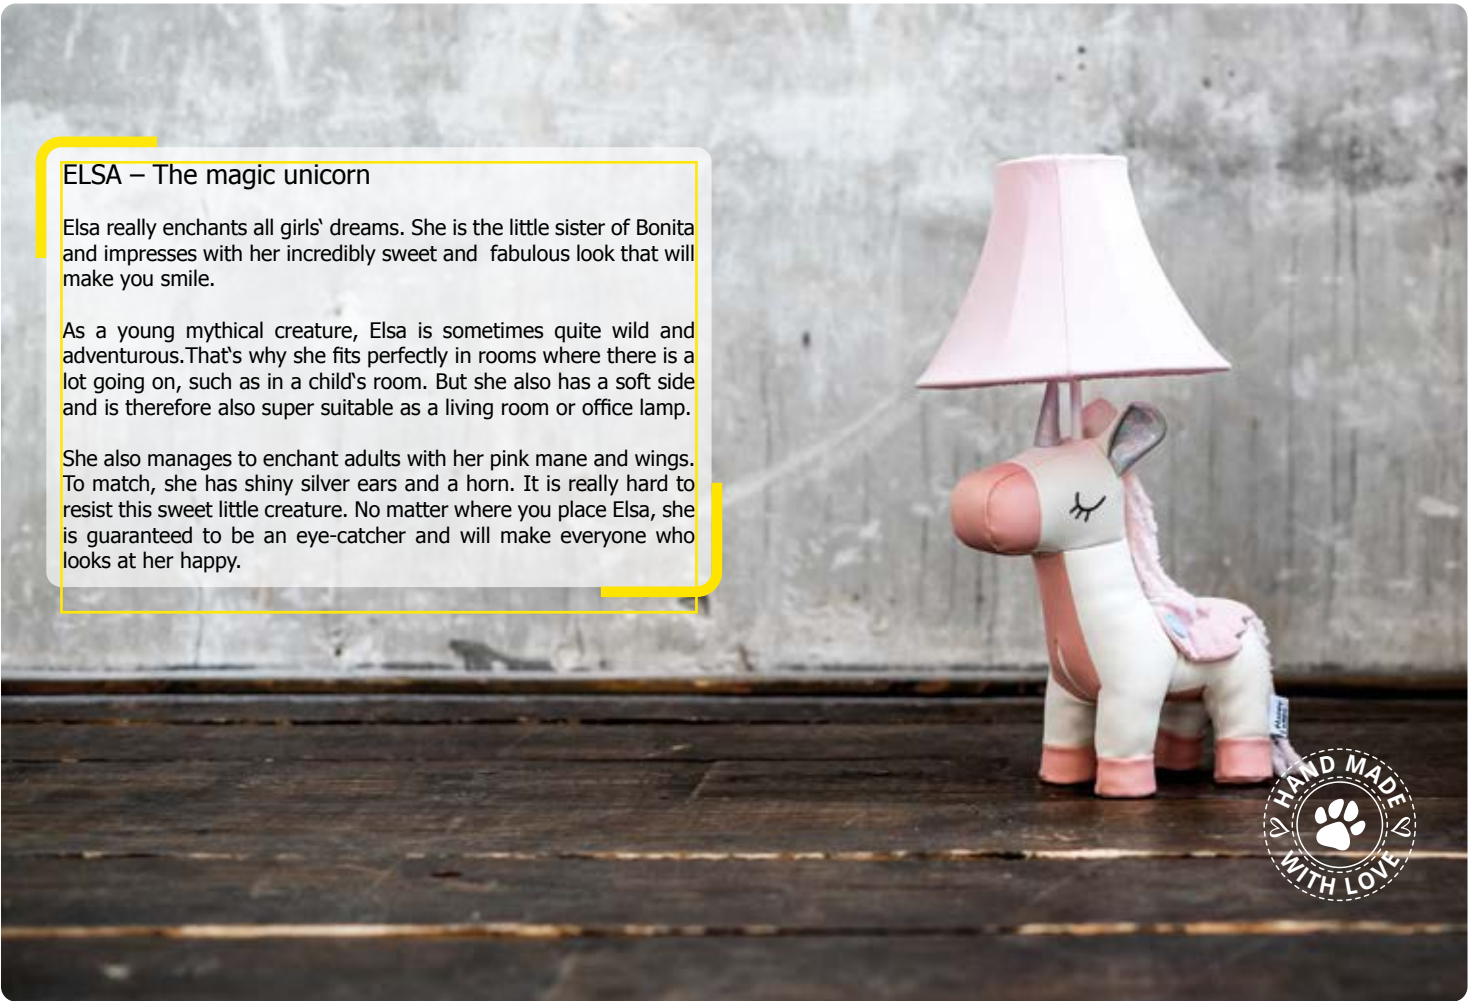 ELSA – The magic unicorn
Elsa really enchants all girls‘ dreams. She is the little sister of Bonita
and impresses with her incredibly sweet and  fabulous look that will
make you smile.
As a young mythical creature, Elsa is sometimes quite wild and
adventurous.That‘s why she fits perfectly in rooms where there is a
lot going on, such as in a child‘s room. But she also has a soft side
and is therefore also super suitable as a living room or office lamp.
She also manages to enchant adults with her pink mane and wings.
To match, she has shiny silver ears and a horn. It is really hard to
resist this sweet little creature. No matter where you place Elsa, she
is guaranteed to be an eye-catcher and will make everyone who
looks at her happy.
HAND MADE
WITH LOVE